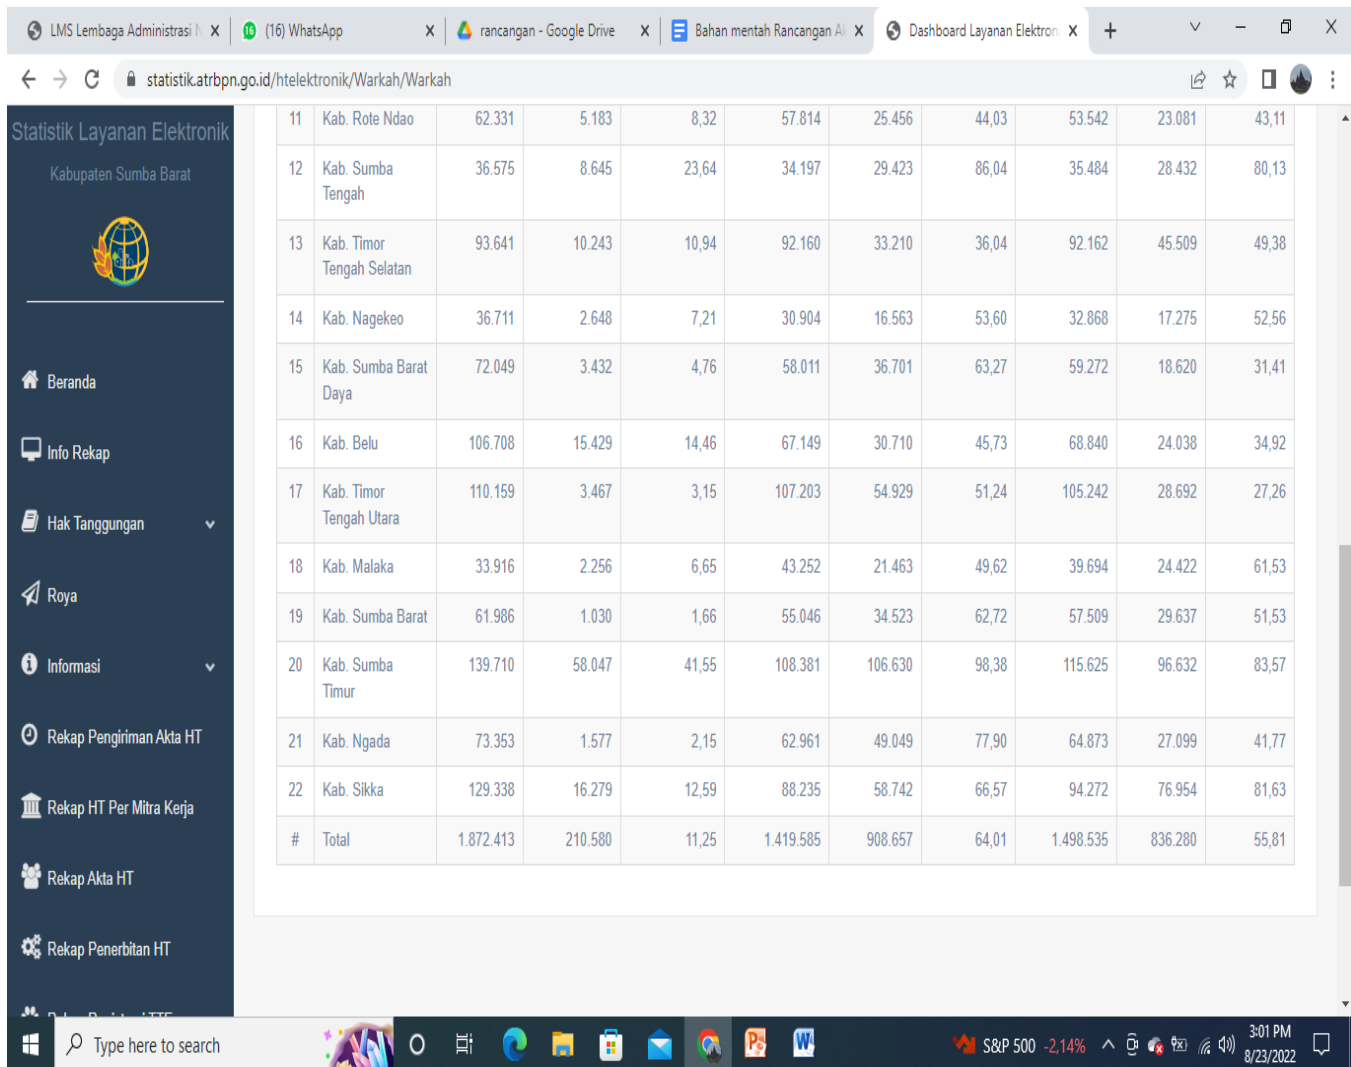 LMS Lembaga Administrasi N
(16) WhatsApp
rancangan - Google Drive
Bahan mentah Rancangan Al
Dashboard Layanan Elektroni
statistik.atrbpn.go.id/htelektronik/Warkah/Warkah
Statistik Layanan Elektronik
Kabupaten Sumba Barat
Beranda
Info Rekap
Hak Tanggungan
Roya
Informasi
Rekap Pengiriman Akta HT
Rekap HT Per Mitra Kerja
Rekap Akta HT
Rekap Penerbitan HT
11 Kab. Rote Ndao 62.331 5.183 8,32 57.814 25.456 44,03 53.542 23.081 43,11
12 Kab. Sumba 36.575 8.645 23,64 34.197 29.423 86,04 35.484 28.432 80,13
Tengah
13 Kab. Timor 93.641 10.243 10,94 92.160 33.210 36,04 92.162 45.509 49,38
Tengah Selatan
14 Kab. Nagekeo 36.711 2.648 7,21 30.904 16.563 53,60 32.868 17.275 52,56
15 Kab. Sumba Barat 72.049 3.432 4,76 58.011 36.701 63,27 59.272 18.620 31,41
Daya
16 Kab. Belu 106.708 15.429 14,46 67.149 30.710 45,73 68.840 24.038 34,92
17 Kab. Timor 110.159 3.467 3,15 107.203 54.929 51,24 105.242 28.692 27,26
Tengah Utara
18 Kab. Malaka 33.916 2.256 6,65 43.252 21.463 49,62 39.694 24.422 61,53
19 Kab. Sumba Barat 61.986 1.030 1,66 55.046 34.523 62,72 57.509 29.637 51,53
20 Kab. Sumba 139.710 58.047 41,55 108.381 106.630 98,38 115.625 96.632 83,57
Timur
21 Kab. Ngada 73.353 1.577 2,15 62.961 49.049 77,90 64.873 27.099 41,77
22 Kab. Sikka 129.338 16.279 12,59 88.235 58.742 66,57 94.272 76.954 81,63
# Total 1.872.413 210.580 11,25 1.419.585 908.657 64,01 1.498.535 836.280 55,81
Type here to search
S&P 500 -2,14%
3:01 PM
8/23/2022